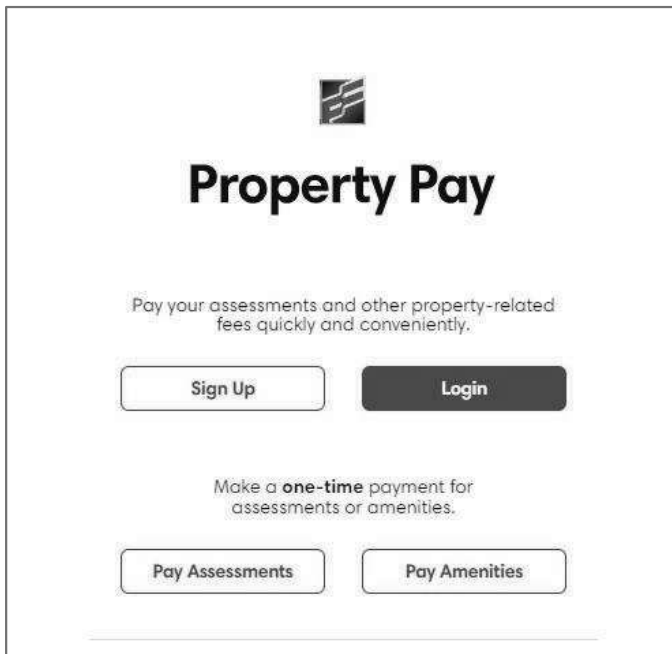 Property Pay
Pay your assessments and other property-related
fees quickly and conveniently.
Sign Up
Login
Make a one-time payment for
assessments or amenities.
Pay Assessments
Pay Amenities